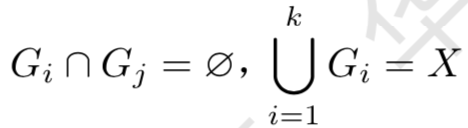 G_i ∩ G_j = ∅，⋃_{i=1}^{k} G_i = X